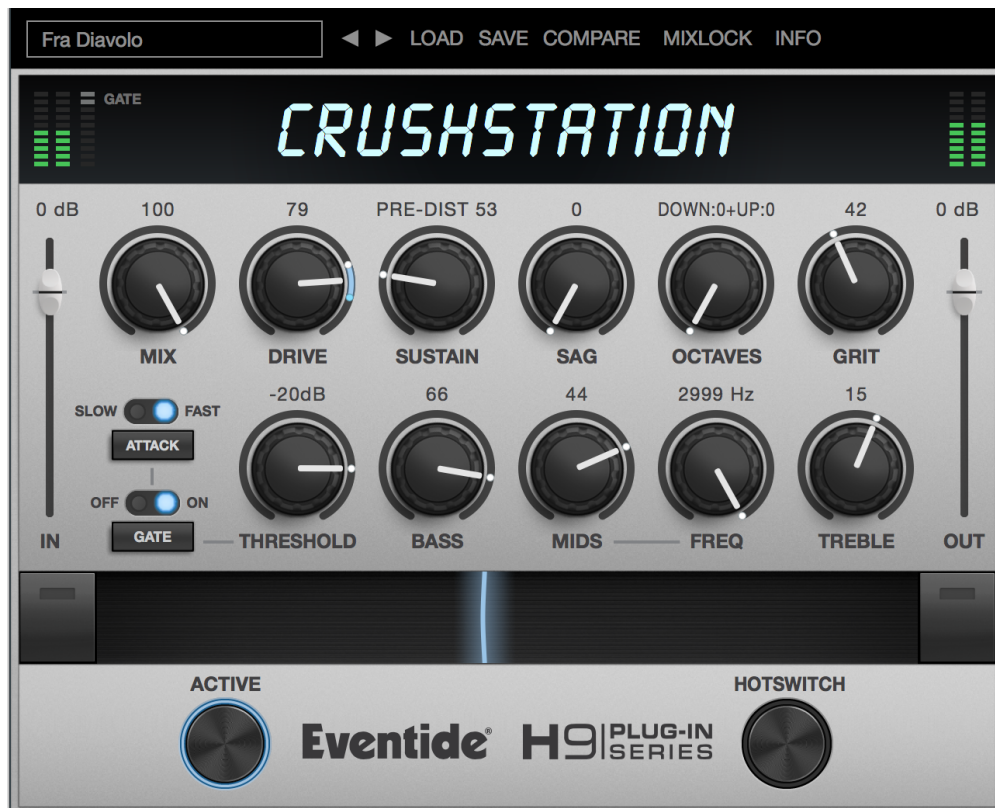 Fra Diavolo
LOAD SAVE COMPARE MIXLOCK INFO
GATE
CRUSHSTATION
0 dB 100 79 PRE-DIST 53 0 DOWN:0+UP:0 42 0 dB
MIX DRIVE SUSTAIN SAG OCTAVES GRIT
-20dB 66 44 2999 Hz 15
SLOW FAST
ATTACK
OFF ON
GATE
IN THRESHOLD BASS MIDS FREQ TREBLE OUT
ACTIVE HOTSWITCH
Eventide® H9 PLUG-IN SERIES